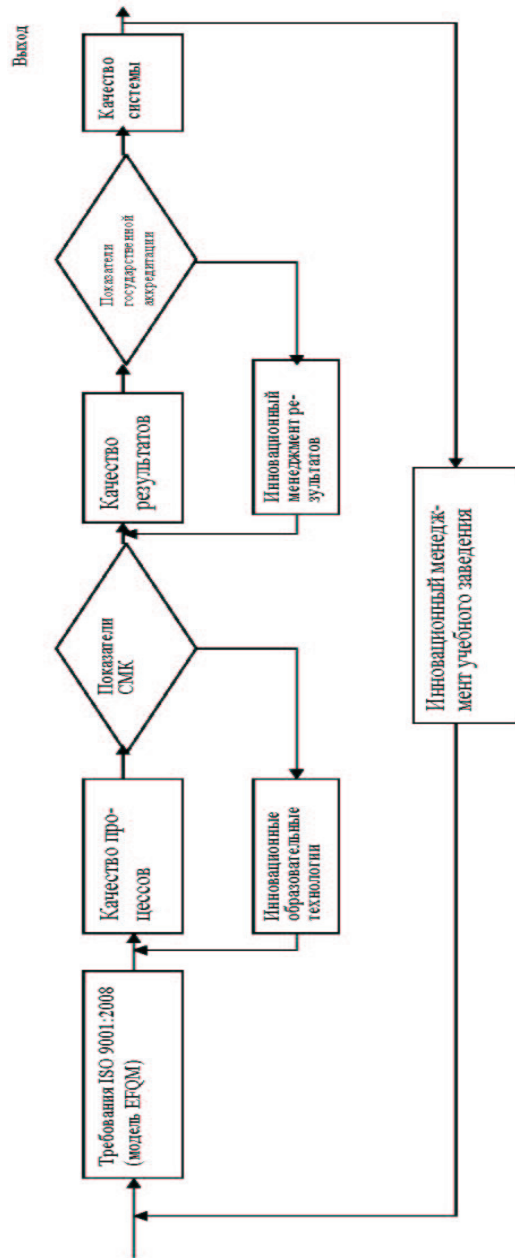 Требования ISO 9001:2008
(модель EFQM)
Качество про-
цессов
Показатели
СМК
Качество
результатов
Показатели
государственной
аккредитации
Качество
системы
Выход
Инновационные
образовательные
технологии
Инновационный
менеджмент ре-
зультатов
Инновационный менедж-
мент учебного заведения